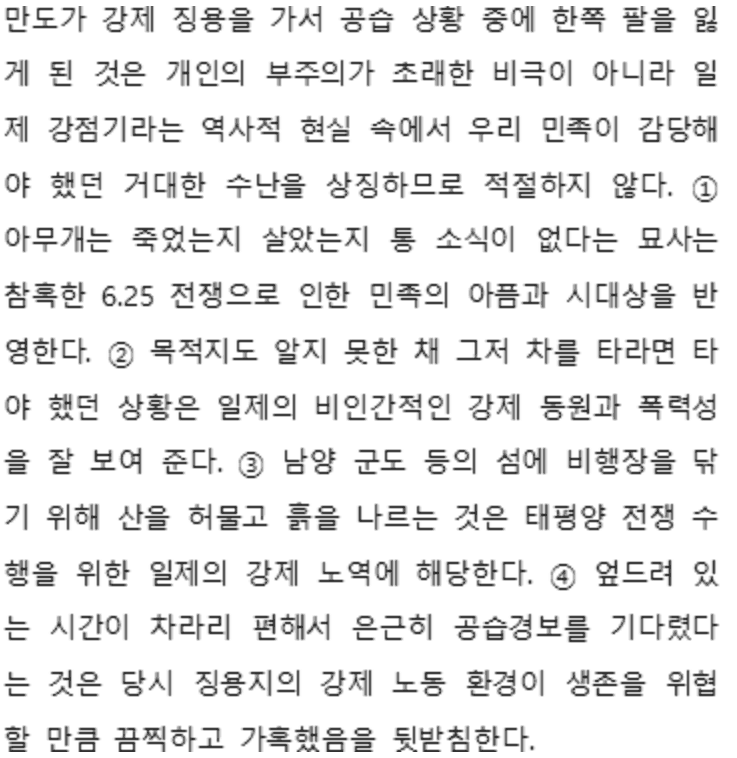 만도가 강제 징용을 가서 공습 상황 중에 한쪽 팔을 잃
게 된 것은 개인의 부주의가 초래한 비극이 아니라 일
제 강점기라는 역사적 현실 속에서 우리 민족이 감당해
야 했던 거대한 수난을 상징하므로 적절하지 않다. ①
아무개는 죽었는지 살았는지 통 소식이 없다는 묘사는
참혹한 6.25 전쟁으로 인한 민족의 아픔과 시대상을 반
영한다. ② 목적지도 알지 못한 채 그저 차를 타라면 타
야 했던 상황은 일제의 비인간적인 강제 동원과 폭력성
을 잘 보여 준다. ③ 남양 군도 등의 섬에 비행장을 닦
기 위해 산을 허물고 흙을 나르는 것은 태평양 전쟁 수
행을 위한 일제의 강제 노역에 해당한다. ④ 엎드려 있
는 시간이 차라리 편해서 은근히 공습경보를 기다렸다
는 것은 당시 징용지의 강제 노동 환경이 생존을 위협
할 만큼 끔찍하고 가혹했음을 뒷받침한다.